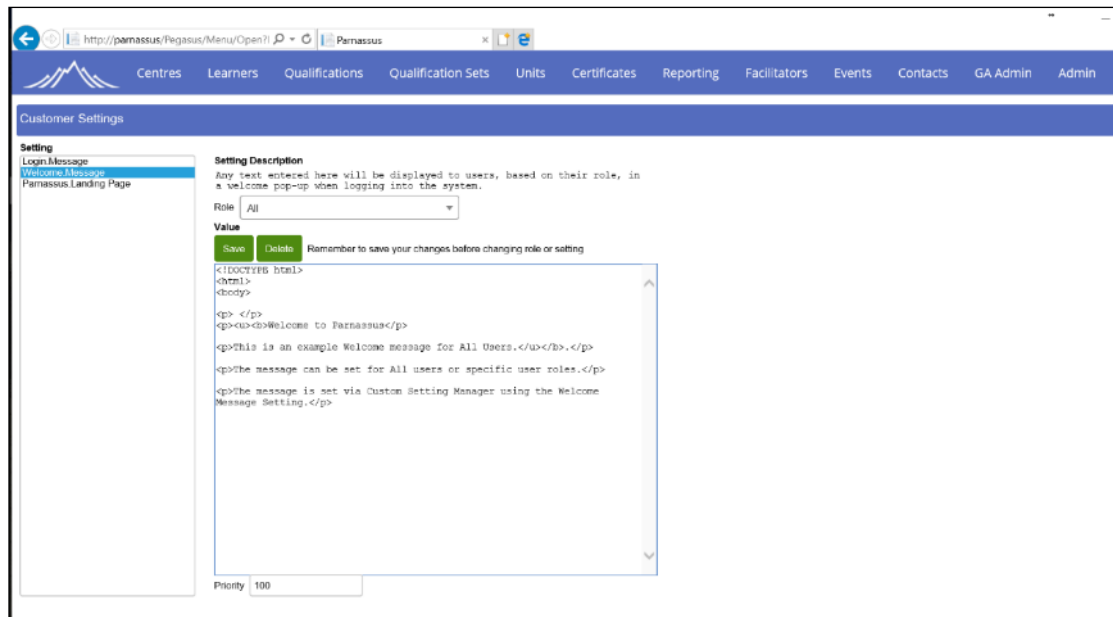 http://parnassus/Pegasus/Menu/Open?I
Parnassus
Centres Learners Qualifications Qualification Sets Units Certificates Reporting Facilitators Events Contacts GA Admin Admin
Customer Settings
Setting
Login.Message
Welcome.Message
Parnassus.Landing Page
Setting Description
Any text entered here will be displayed to users, based on their role, in
a welcome pop-up when logging into the system.
Role All
Value
Save Delete Remember to save your changes before changing role or setting
<!DOCTYPE html>
<html>
<body>
<p> </p>
<p><u><b>Welcome to Parnassus</p>
<p>This is an example Welcome message for All Users.</u></b>.</p>
<p>The message can be set for All users or specific user roles.</p>
<p>The message is set via Custom Setting Manager using the Welcome
Message Setting.</p>
Priority 100